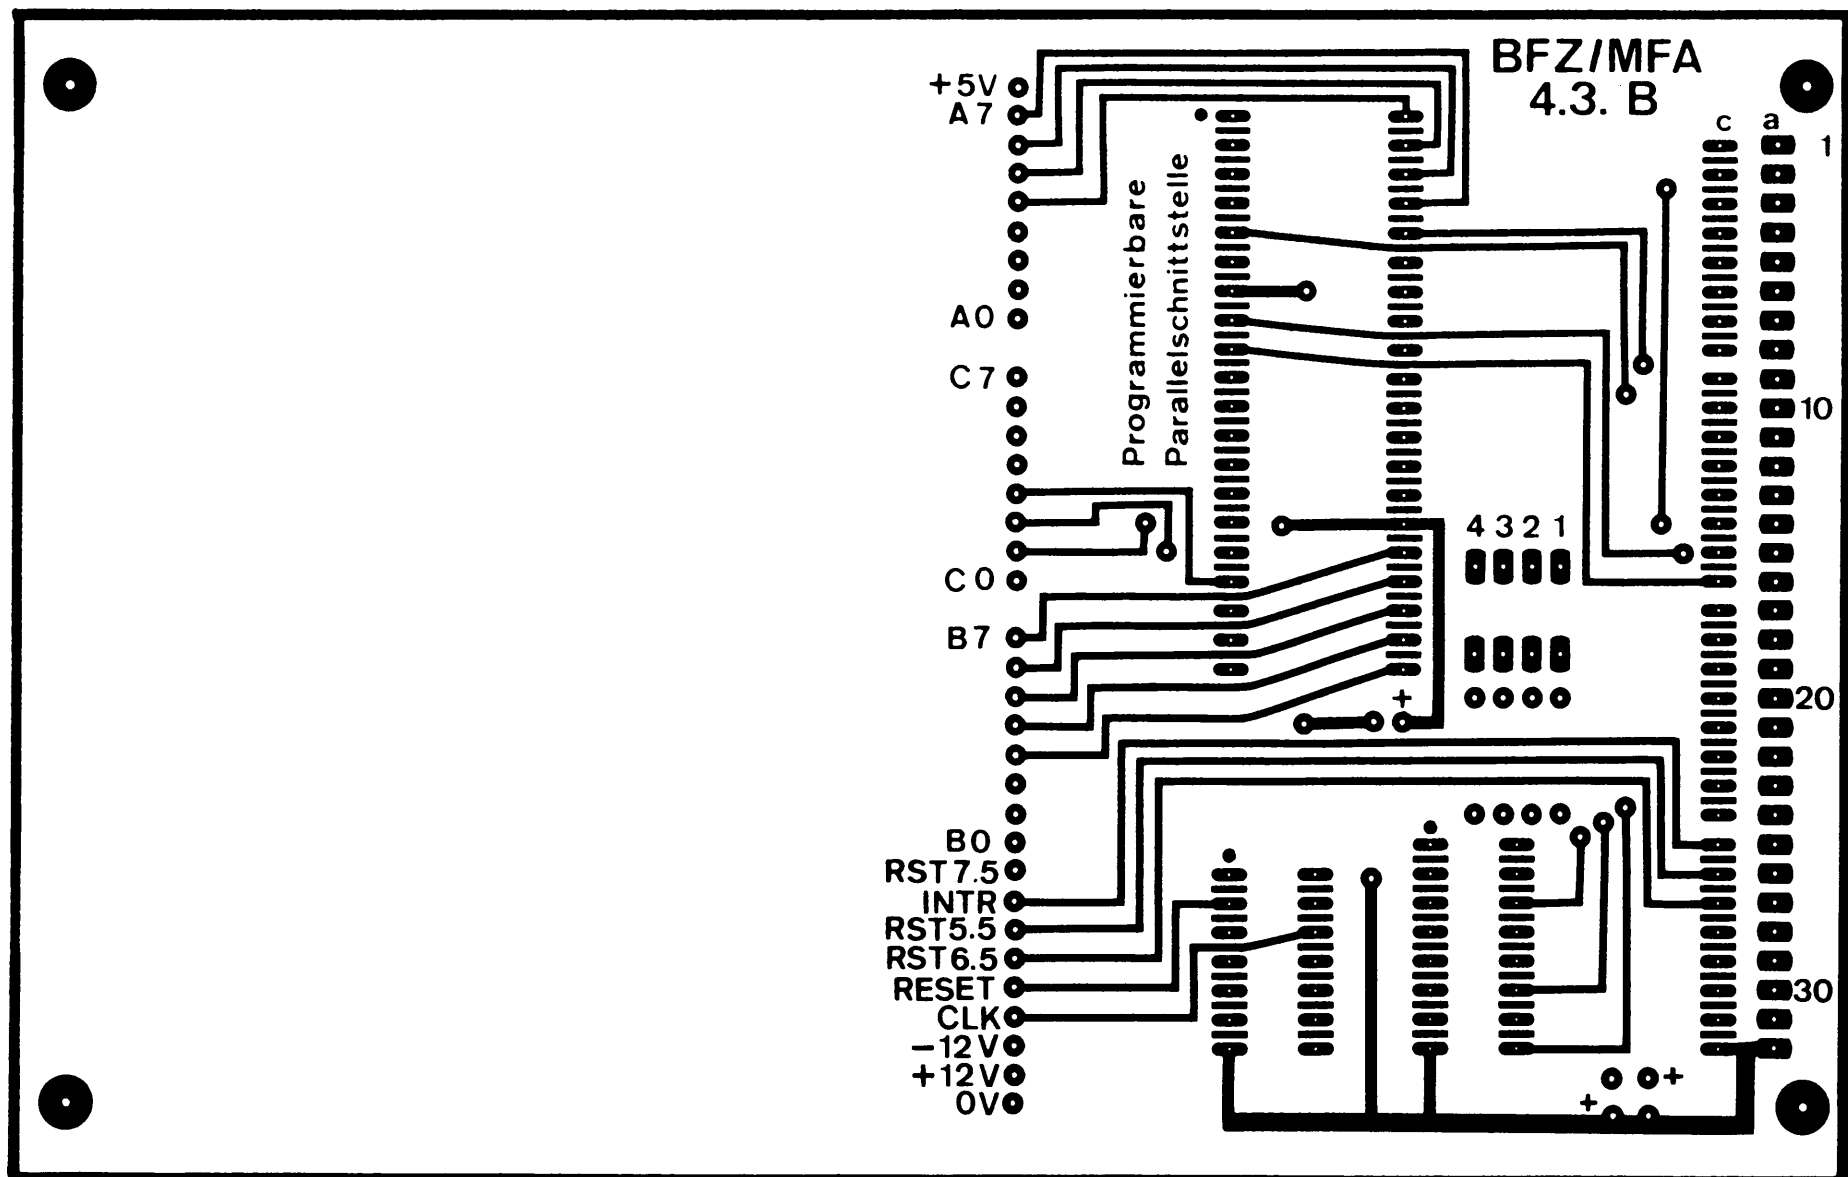 BFZ/MFA
4.3. B
+5V
A7
A0
C7
C0
B7
B0
RST7.5
INTR
RST5.5
RST6.5
RESET
CLK
-12V
+12V
0V
Programmierbare
Parallelschnittstelle
4 3 2 1
+
c a
1
10
20
30
+
+